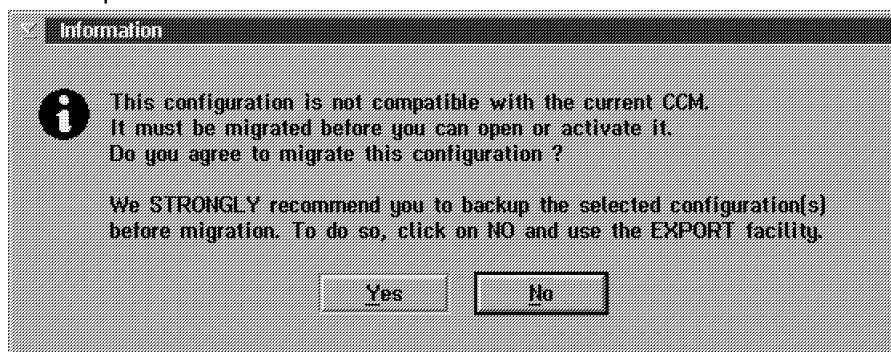 Information
This configuration is not compatible with the current CCM.
It must be migrated before you can open or activate it.
Do you agree to migrate this configuration ?
We STRONGLY recommend you to backup the selected configuration(s)
before migration. To do so, click on NO and use the EXPORT facility.
Yes No